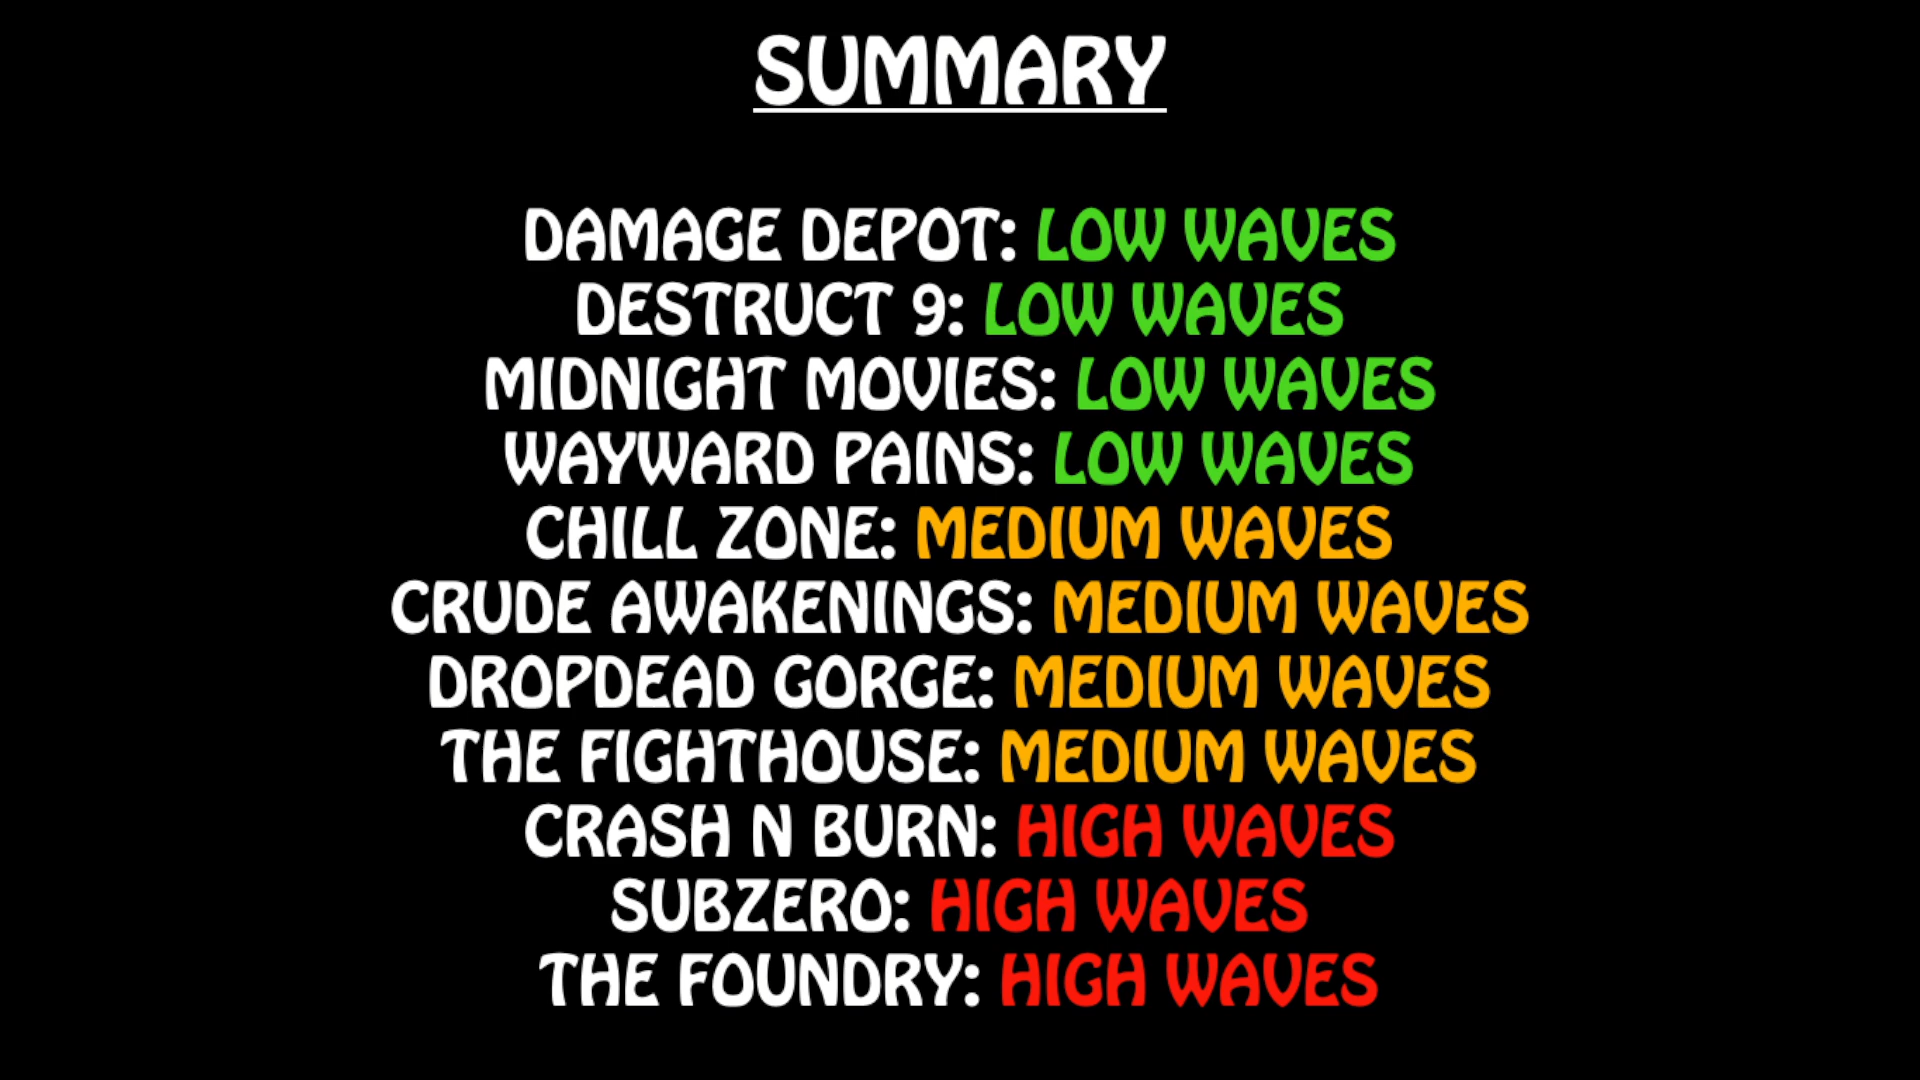 SUMMARY
DAMAGE DEPOT: LOW WAVES
DESTRUCT 9: LOW WAVES
MIDNIGHT MOVIES: LOW WAVES
WAYWARD PAINS: LOW WAVES
CHILL ZONE: MEDIUM WAVES
CRUDE AWAKENINGS: MEDIUM WAVES
DROPDEAD GORGE: MEDIUM WAVES
THE FIGHTHOUSE: MEDIUM WAVES
CRASH N BURN: HIGH WAVES
SUBZERO: HIGH WAVES
THE FOUNDRY: HIGH WAVES